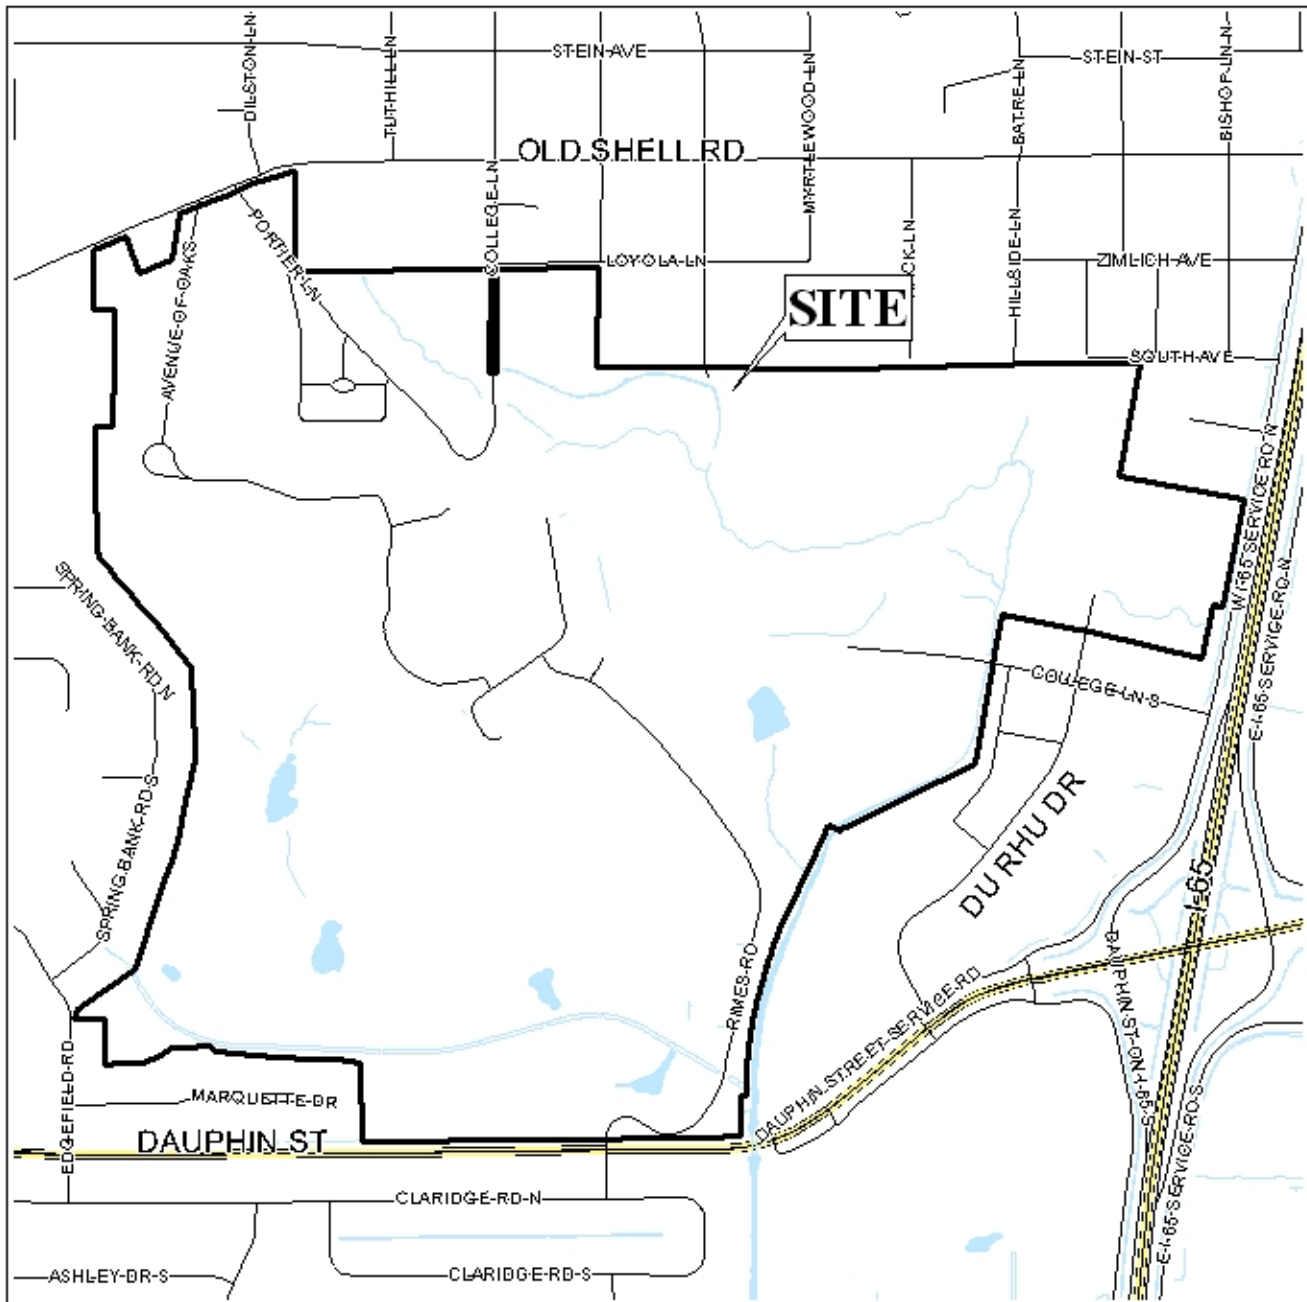 DILSTON LN
TUTHILL LN
STEIN AVE
MYRTLEWOOD LN
BATRE LN
STEIN ST
BISHOP LN N
OLD SHELL RD
COLLEGE LN
PORTIER LN
AVENUE OF OAKS
LOYOLA LN
HILLSIDE LN
ZIMLICH AVE
SITE
SOUTH AVE
W I-65 SERVICE RD N
E I-65 SERVICE RD N
SPRING BANK RD N
COLLEGE LN S
SPRING BANK RD S
DU RHU DR
I-65
RIMES RD
DAUPHIN STREET SERVICE RD
DAUPHIN ST ON I-65 S
EDGEFIELD RD
MARQUETTE DR
DAUPHIN ST
E I-65 SERVICE RD S
CLARIDGE RD N
ASHLEY DR S
CLARIDGE RD S